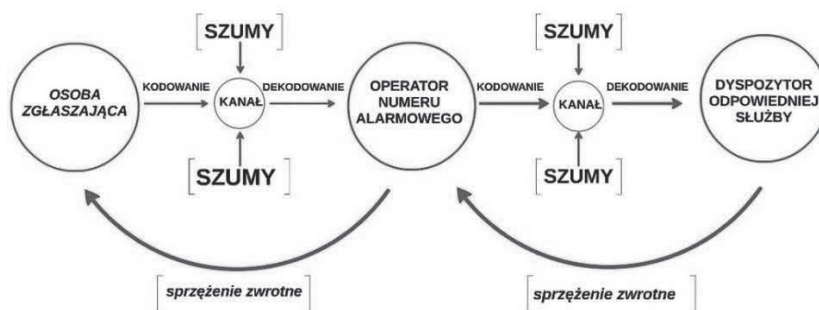 [SZUMY]
[SZUMY]
OSOBA
ZGŁASZAJĄCA
KODOWANIE
KANAŁ
DEKODOWANIE
OPERATOR
NUMERU
ALARMOWEGO
KODOWANIE
KANAŁ
DEKODOWANIE
DYSPOZYTOR
ODPOWIEDNIEJ
SŁUŻBY
[SZUMY]
[SZUMY]
[sprzężenie zwrotne]
[sprzężenie zwrotne]